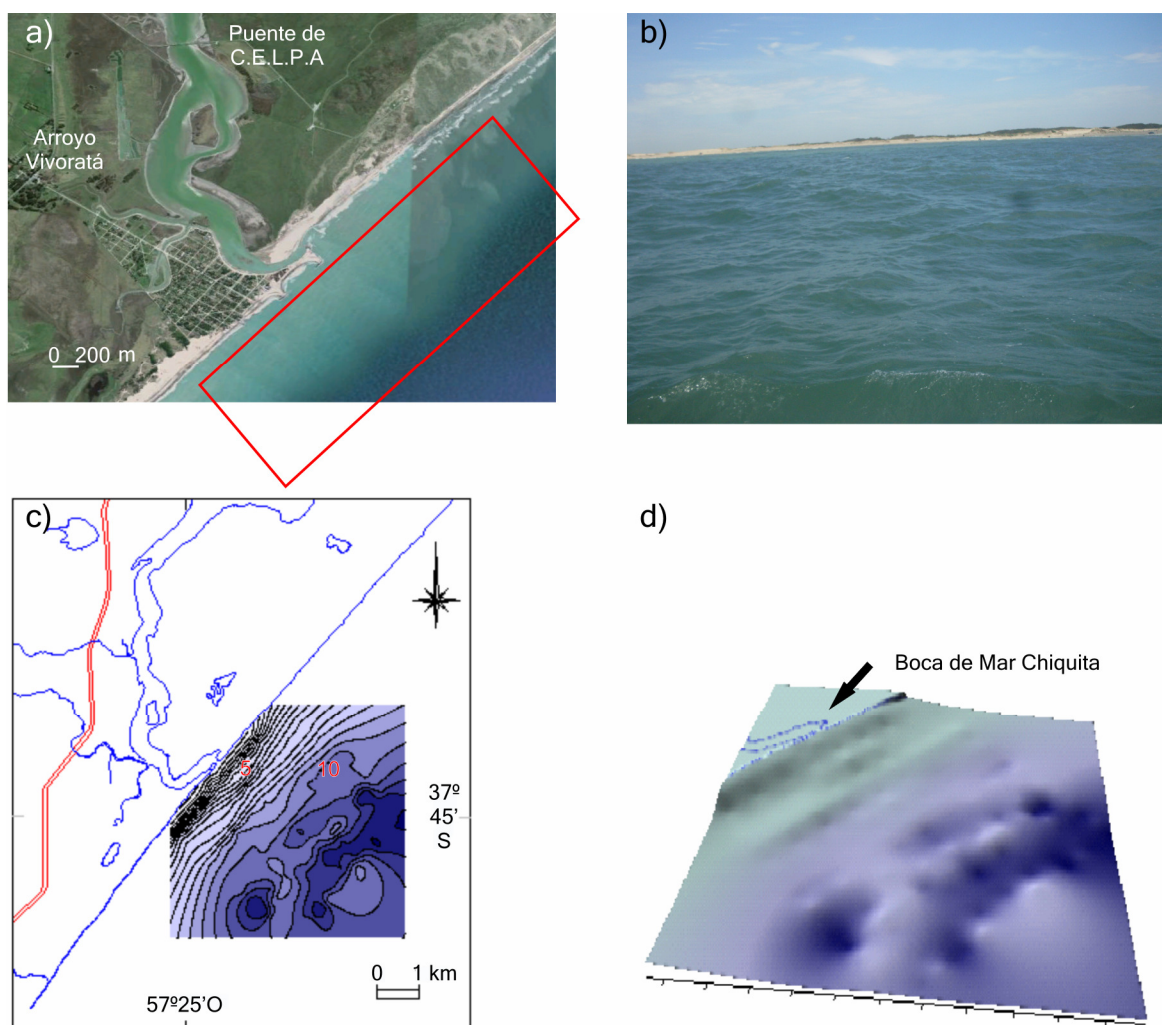 a)
Puente de
C.E.L.P.A
Arroyo
Vivoratá
0 200 m
b)
c)
5
10
37º
45’
S
0 1 km
57º25’O
d)
Boca de Mar Chiquita